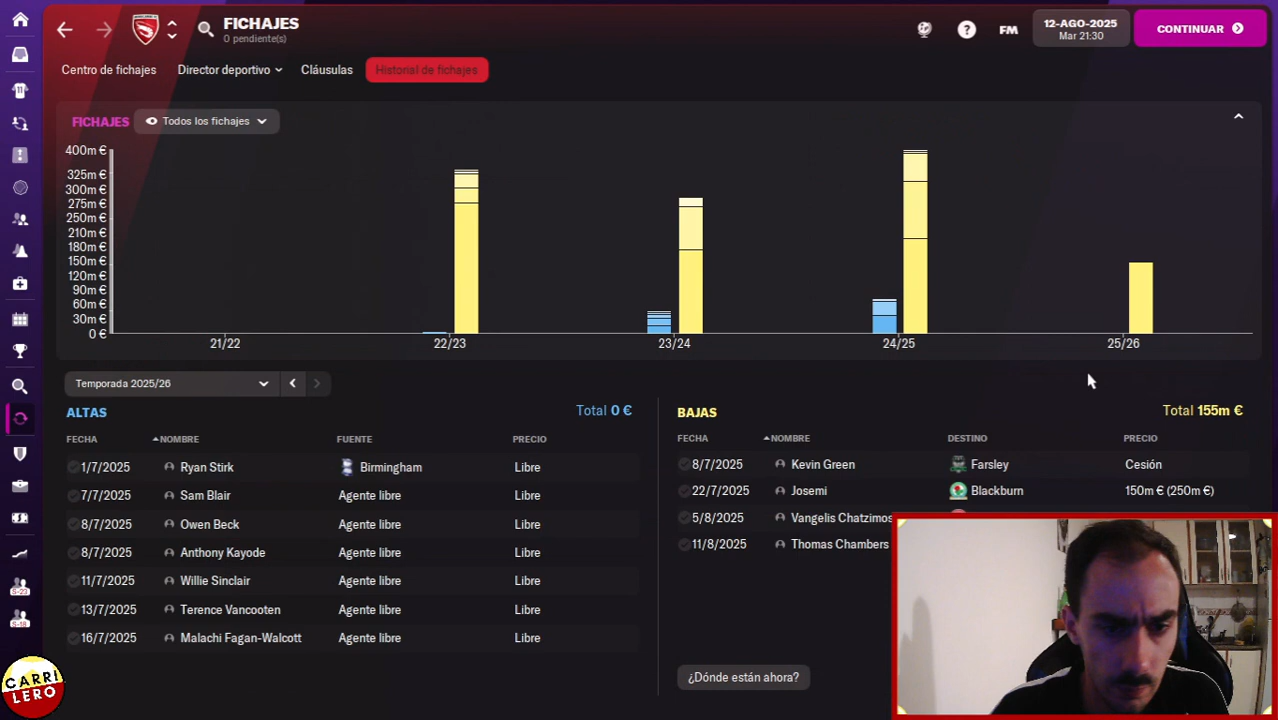 FICHAJES
0 pendiente(s)
FM
12-AGO-2025
Mar 21:30
CONTINUAR
Centro de fichajes
Director deportivo
Cláusulas
Historial de fichajes
FICHAJES
Todos los fichajes
400m €
325m €
300m €
275m €
250m €
210m €
180m €
150m €
120m €
90m €
60m €
30m €
0 €
21/22
22/23
23/24
24/25
25/26
Temporada 2025/26
ALTAS
Total 0 €
FECHA NOMBRE FUENTE PRECIO
1/7/2025 Ryan Stirk Birmingham Libre
7/7/2025 Sam Blair Agente libre Libre
8/7/2025 Owen Beck Agente libre Libre
8/7/2025 Anthony Kayode Agente libre Libre
11/7/2025 Willie Sinclair Agente libre Libre
13/7/2025 Terence Vancooten Agente libre Libre
16/7/2025 Malachi Fagan-Walcott Agente libre Libre
BAJAS
Total 155m €
FECHA NOMBRE DESTINO PRECIO
8/7/2025 Kevin Green Farsley Cesión
22/7/2025 Josemi Blackburn 150m € (250m €)
5/8/2025 Vangelis Chatzimos
11/8/2025 Thomas Chambers
¿Dónde están ahora?
S-23
S-18
CARRI
LERO